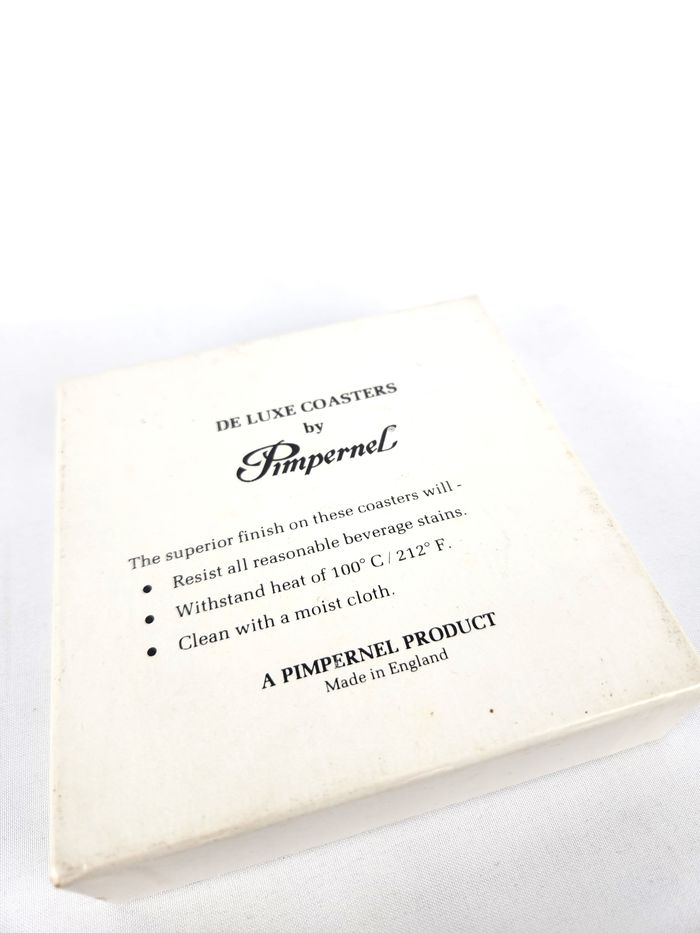 DE LUXE COASTERS
by
Pimpernel
The superior finish on these coasters will -
• Resist all reasonable beverage stains.
• Withstand heat of 100° C / 212° F.
• Clean with a moist cloth.
A PIMPERNEL PRODUCT
Made in England